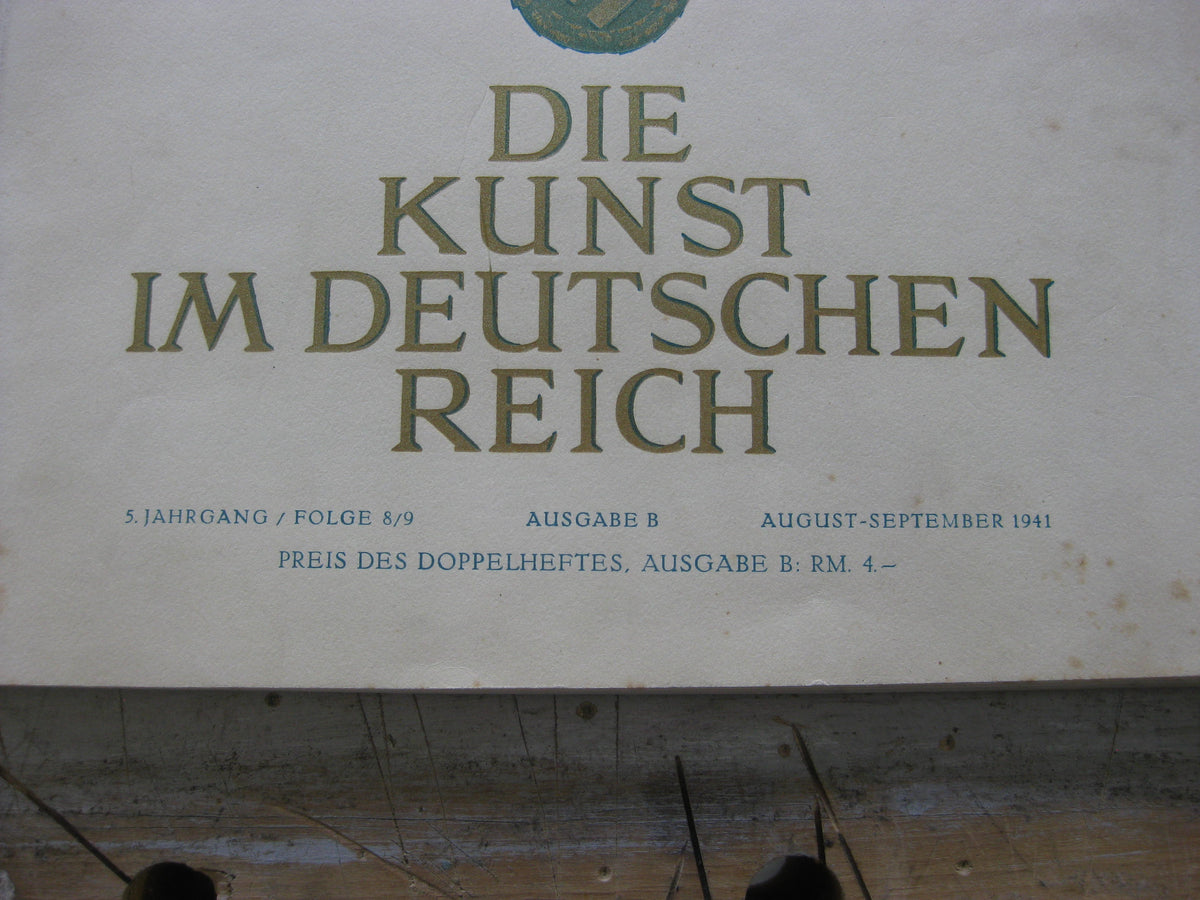 DIE
KUNST
IM DEUTSCHEN
REICH
5. JAHRGANG / FOLGE 8/9 AUSGABE B AUGUST-SEPTEMBER 1941
PREIS DES DOPPELHEFTES, AUSGABE B: RM. 4.–